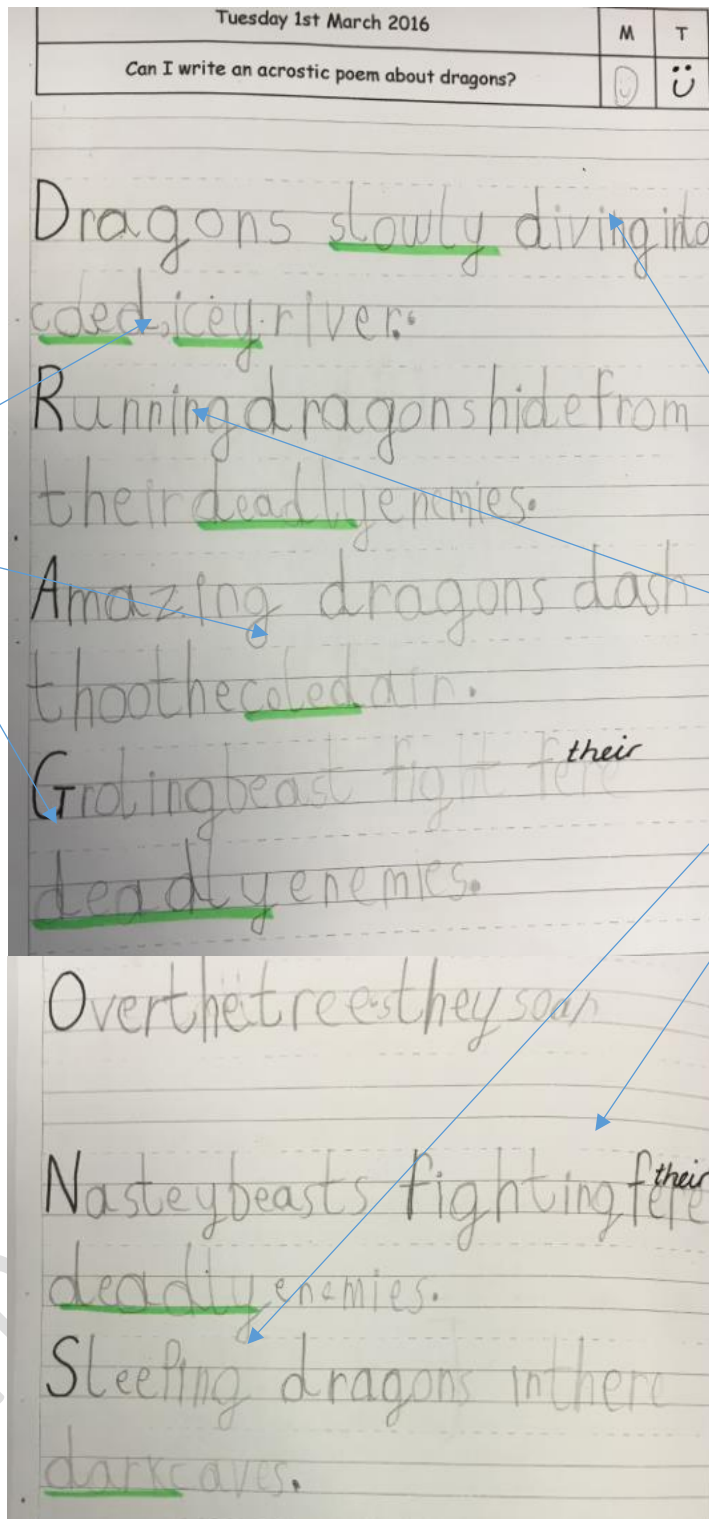 Tuesday 1st March 2016
M T
Can I write an acrostic poem about dragons?
Dragons slowly diving into
coled, icey river.
Running dragons hide from
their deadly enemies.
Amazing dragons dash
thoo the coled air.
Groling beast fight fere their
deadly enemies.
Over the trees they soar
Nastey beasts fighting fere their
deadly enemies.
Sleeping dragons in there
dark caves.